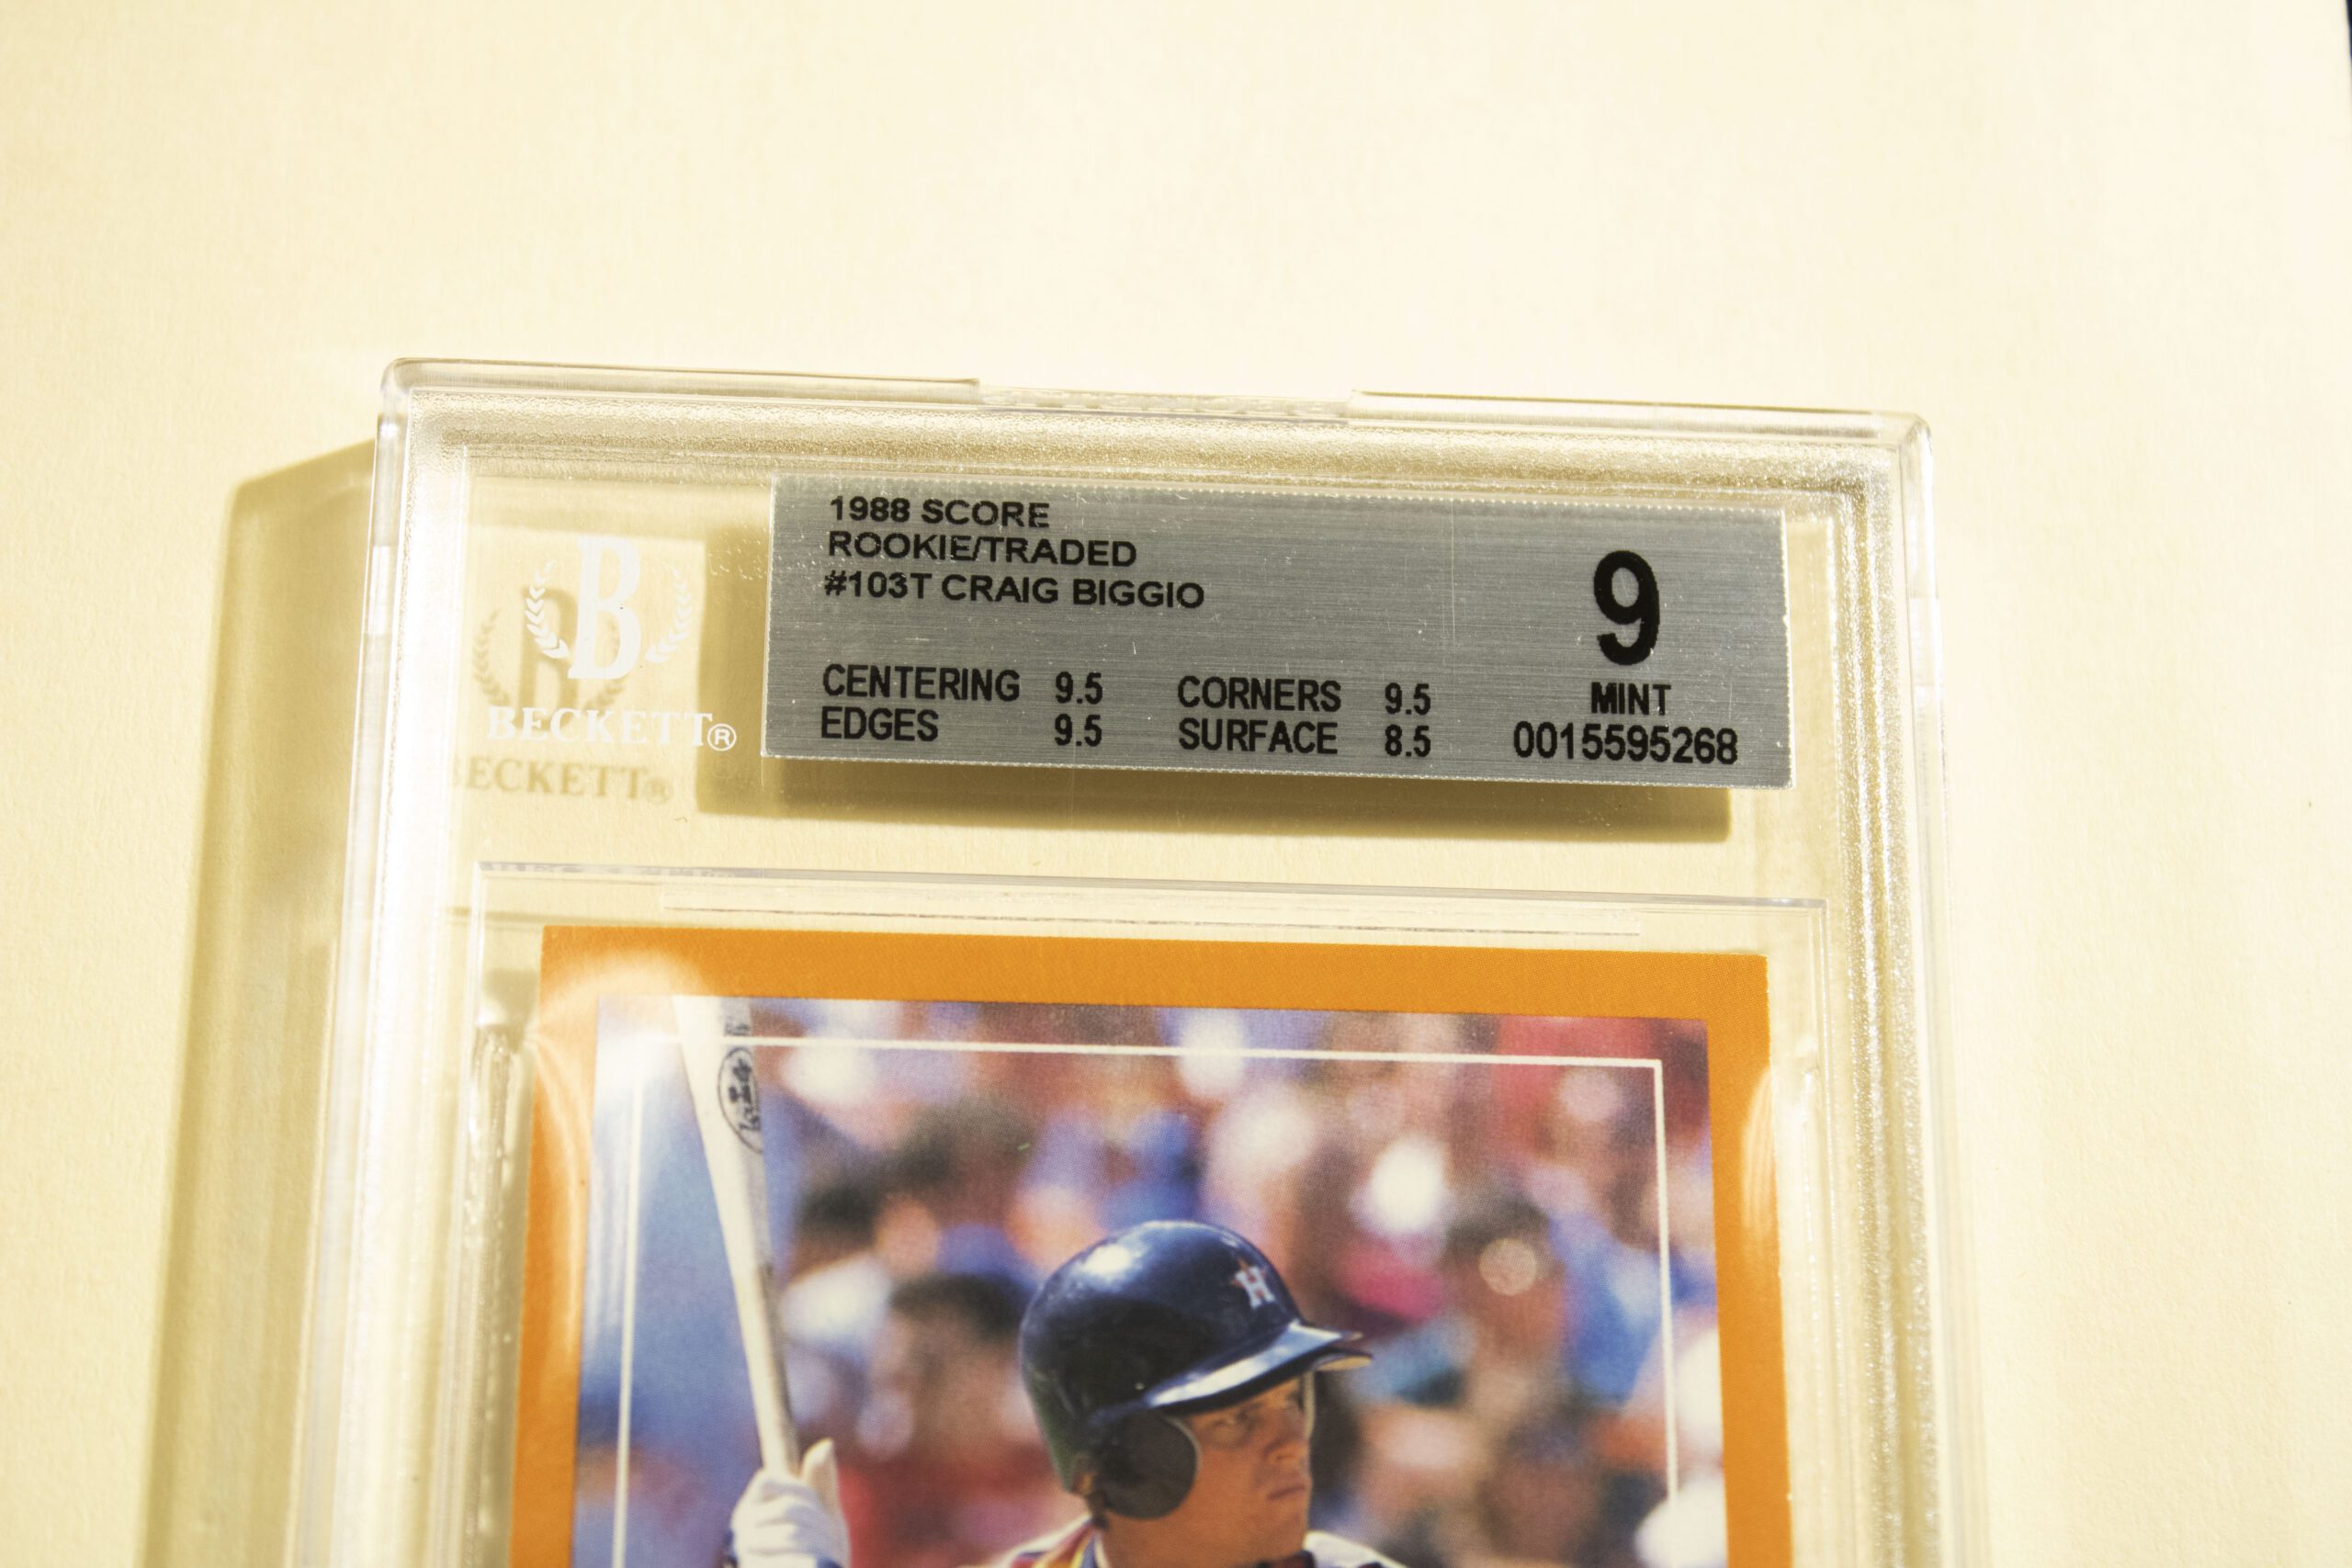 1988 SCORE
ROOKIE/TRADED
#103T CRAIG BIGGIO
9
CENTERING 9.5 CORNERS 9.5 MINT
EDGES 9.5 SURFACE 8.5 0015595268
B
BECKETT®
BECKETT®
H